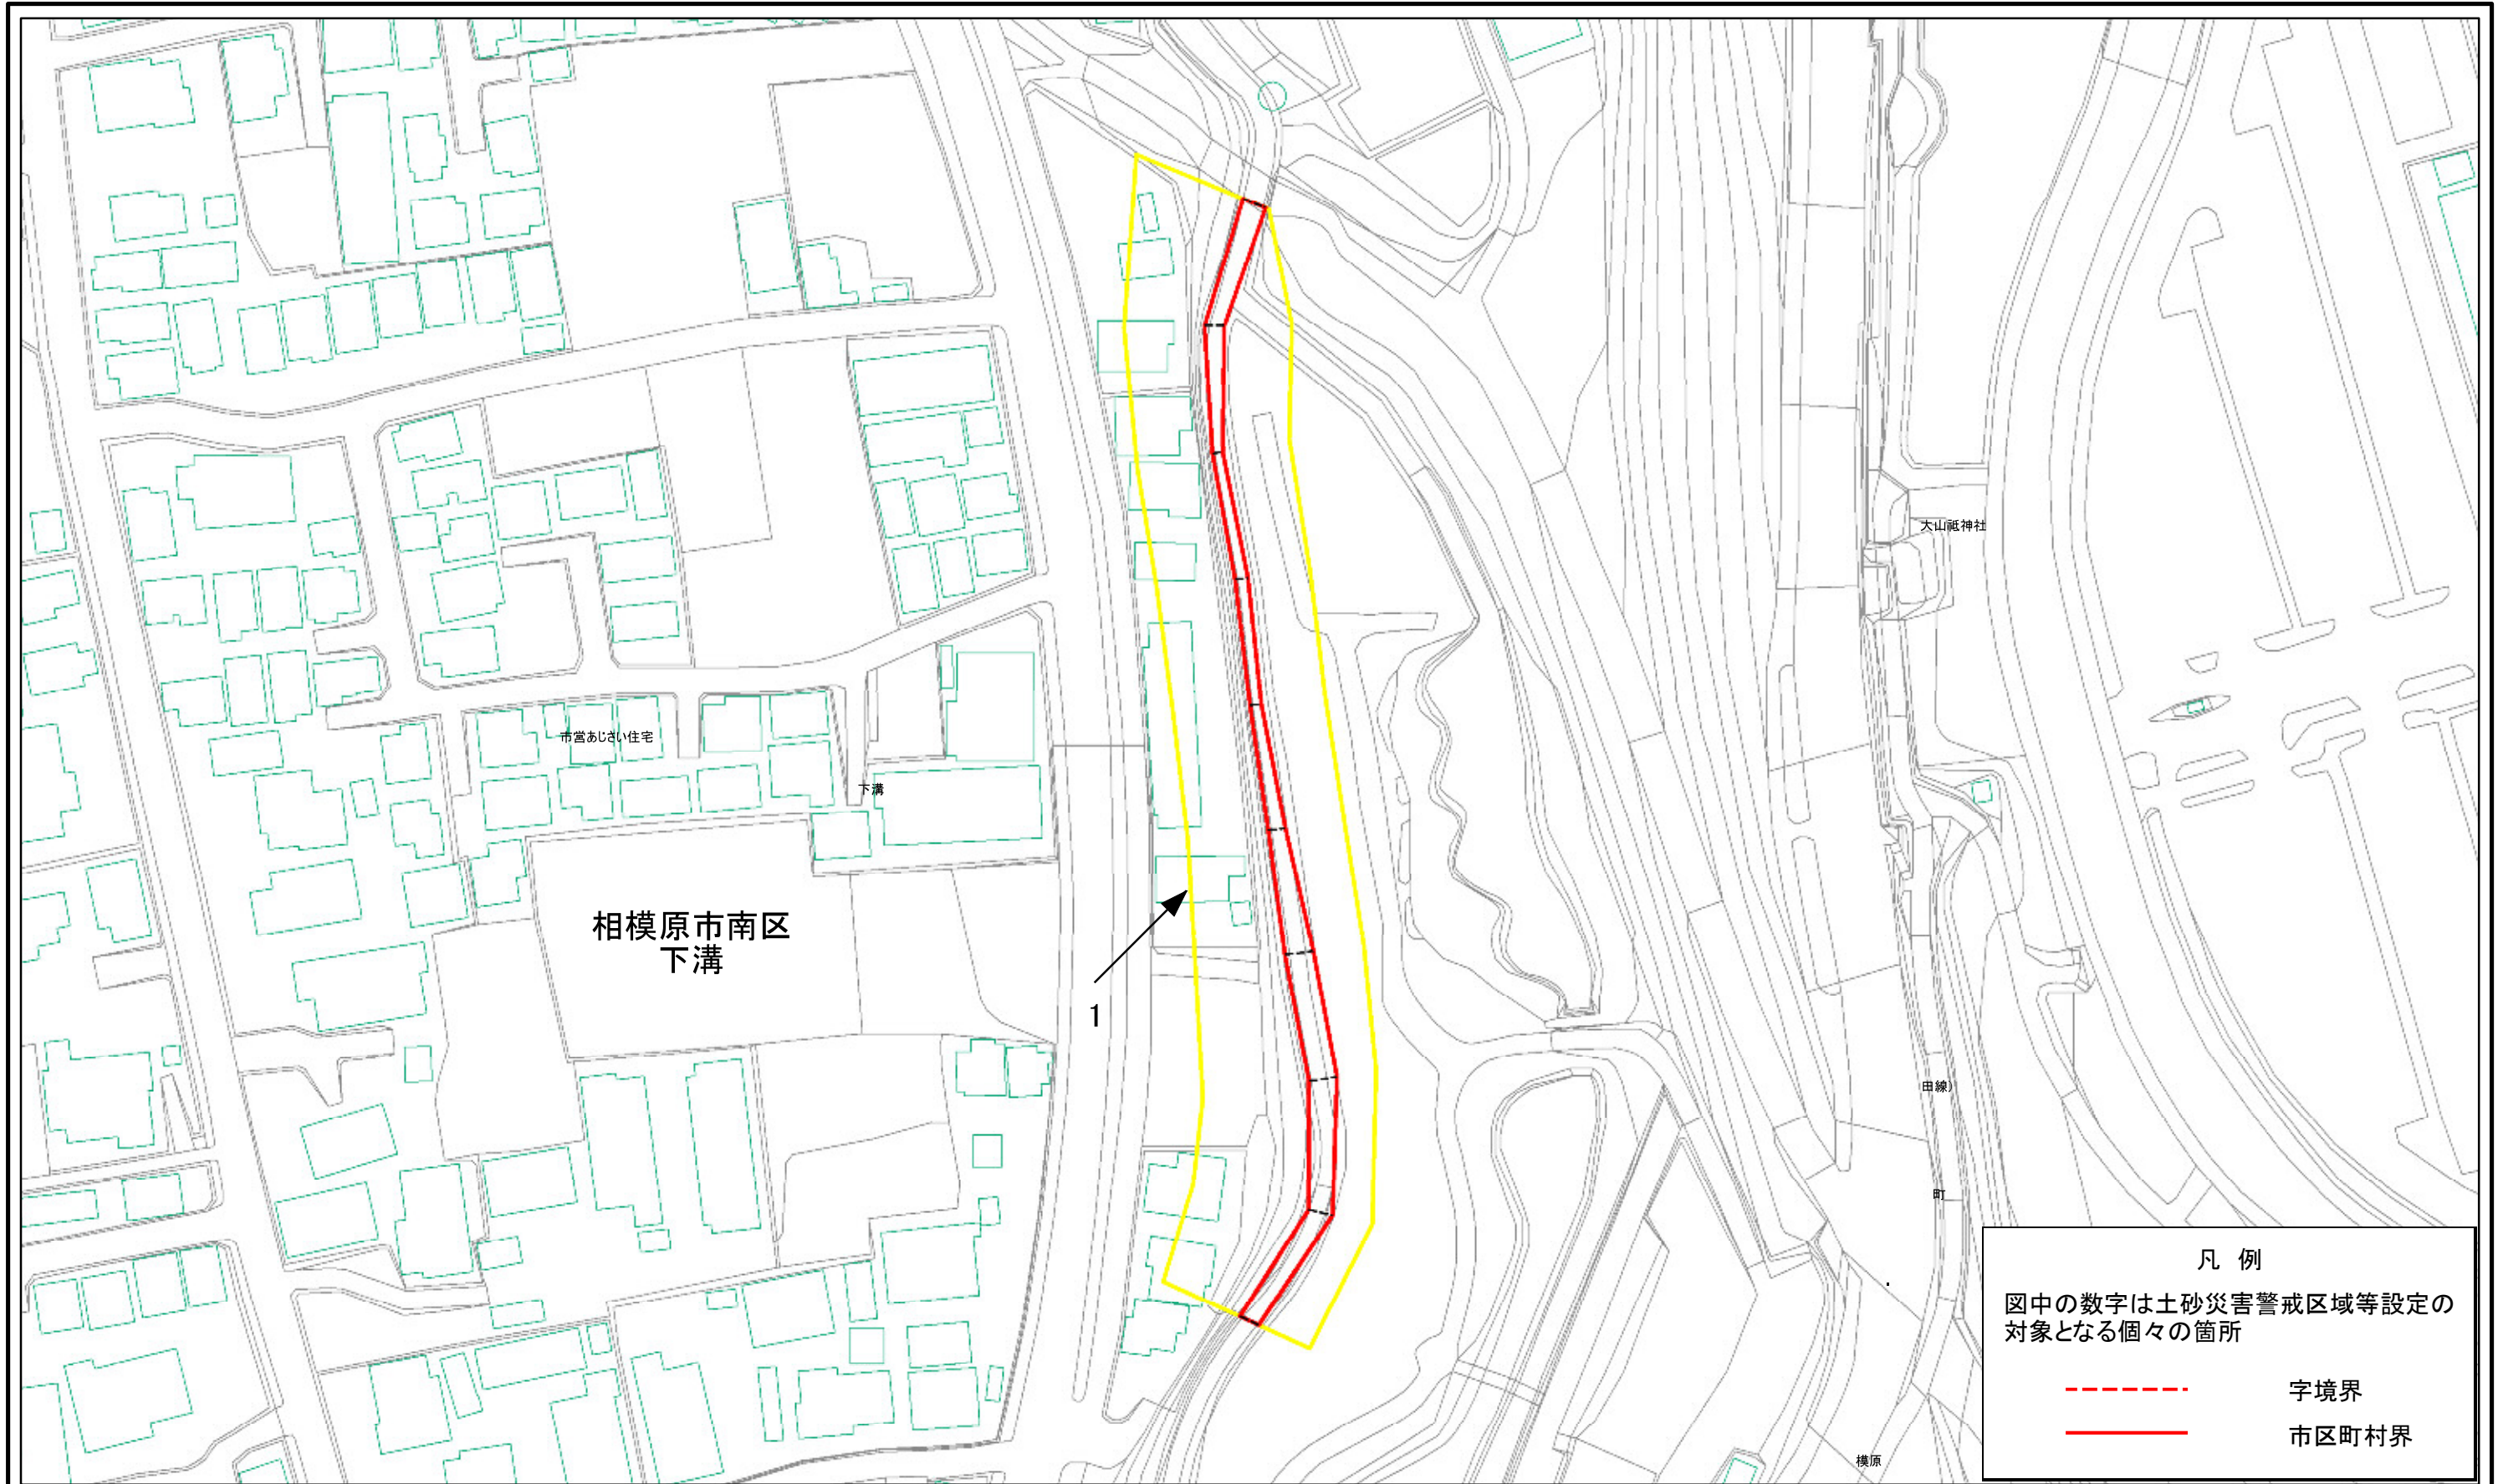 大山祗神社
市営あじさい住宅
下溝
相模原市南区
下溝
1
田線)
町
模原
凡 例
図中の数字は土砂災害警戒区域等設定の
対象となる個々の箇所
字境界
市区町村界